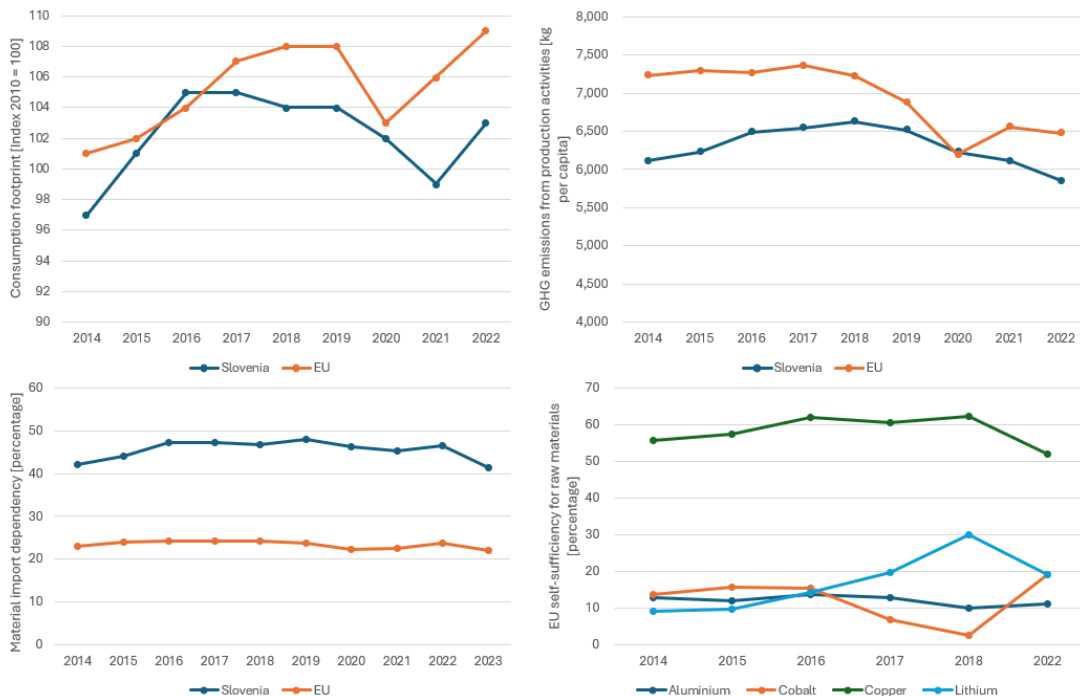 Consumption footprint [Index 2010 = 100]
110
108
106
104
102
100
98
96
94
92
90
2014 2015 2016 2017 2018 2019 2020 2021 2022
Slovenia EU
GHG emissions from production activities [kg
per capita]
8,000
7,500
7,000
6,500
6,000
5,500
5,000
4,500
4,000
2014 2015 2016 2017 2018 2019 2020 2021 2022
Slovenia EU
Material import dependency [percentage]
60
50
40
30
20
10
0
2014 2015 2016 2017 2018 2019 2020 2021 2022 2023
Slovenia EU
EU self-sufficiency for raw materials
[percentage]
70
60
50
40
30
20
10
0
2014 2015 2016 2017 2018 2022
Aluminium Cobalt Copper Lithium